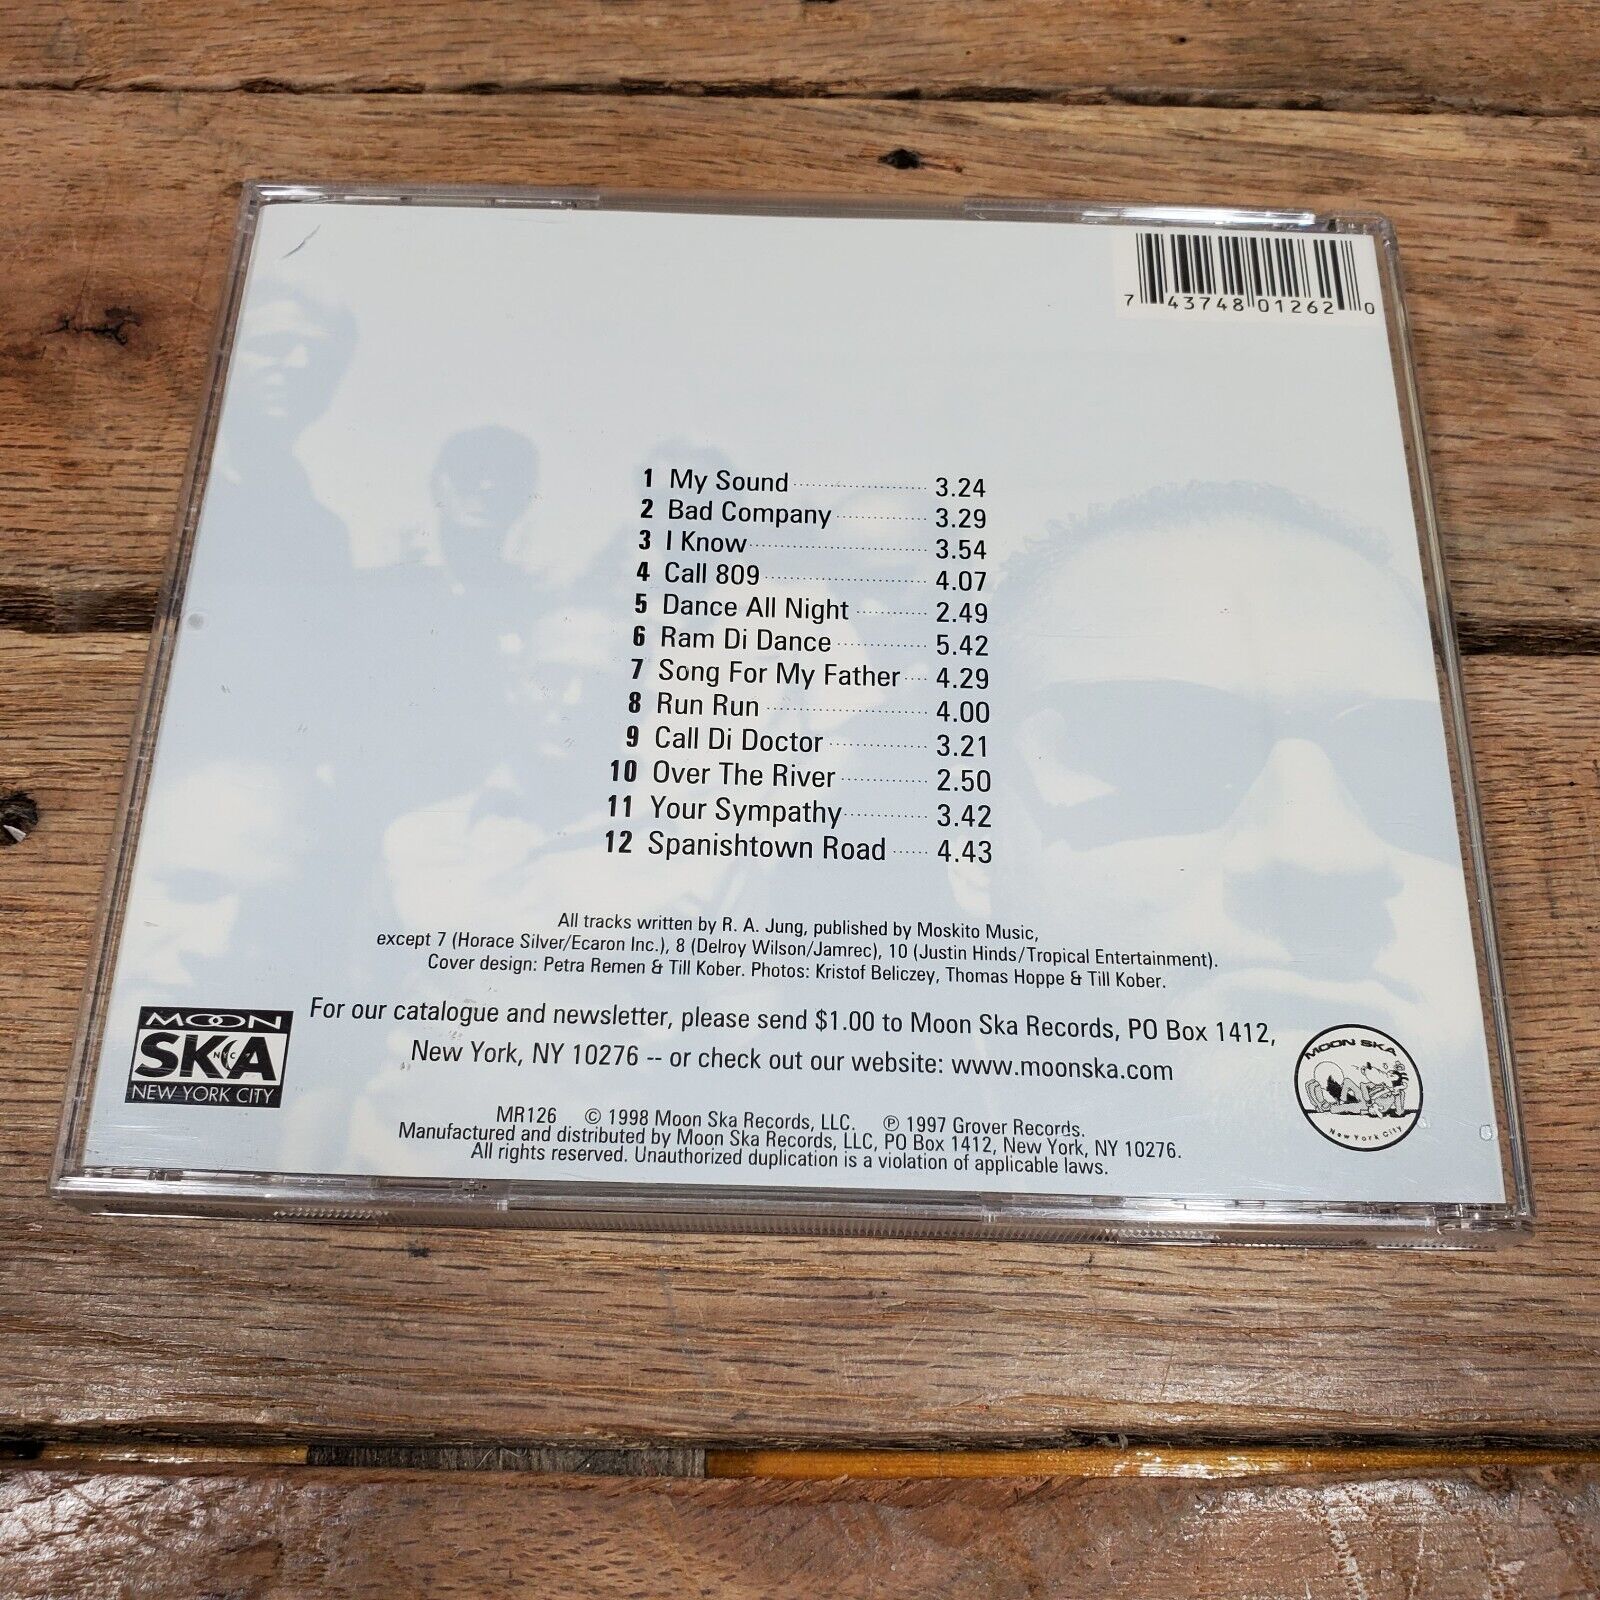 7 43748 01262 0
1 My Sound 3.24
2 Bad Company 3.29
3 I Know 3.54
4 Call 809 4.07
5 Dance All Night 2.49
6 Ram Di Dance 5.42
7 Song For My Father 4.29
8 Run Run 4.00
9 Call Di Doctor 3.21
10 Over The River 2.50
11 Your Sympathy 3.42
12 Spanishtown Road 4.43
All tracks written by R. A. Jung, published by Moskito Music,
except 7 (Horace Silver/Ecaron Inc.), 8 (Delroy Wilson/Jamrec), 10 (Justin Hinds/Tropical Entertainment).
Cover design: Petra Remen & Till Kober. Photos: Kristof Beliczey, Thomas Hoppe & Till Kober.
MOON
SKA
NYC
NEW YORK CITY
For our catalogue and newsletter, please send $1.00 to Moon Ska Records, PO Box 1412,
New York, NY 10276 -- or check out our website: www.moonska.com
MOON SKA
New York City
MR126 © 1998 Moon Ska Records, LLC. ℗ 1997 Grover Records.
Manufactured and distributed by Moon Ska Records, LLC, PO Box 1412, New York, NY 10276.
All rights reserved. Unauthorized duplication is a violation of applicable laws.